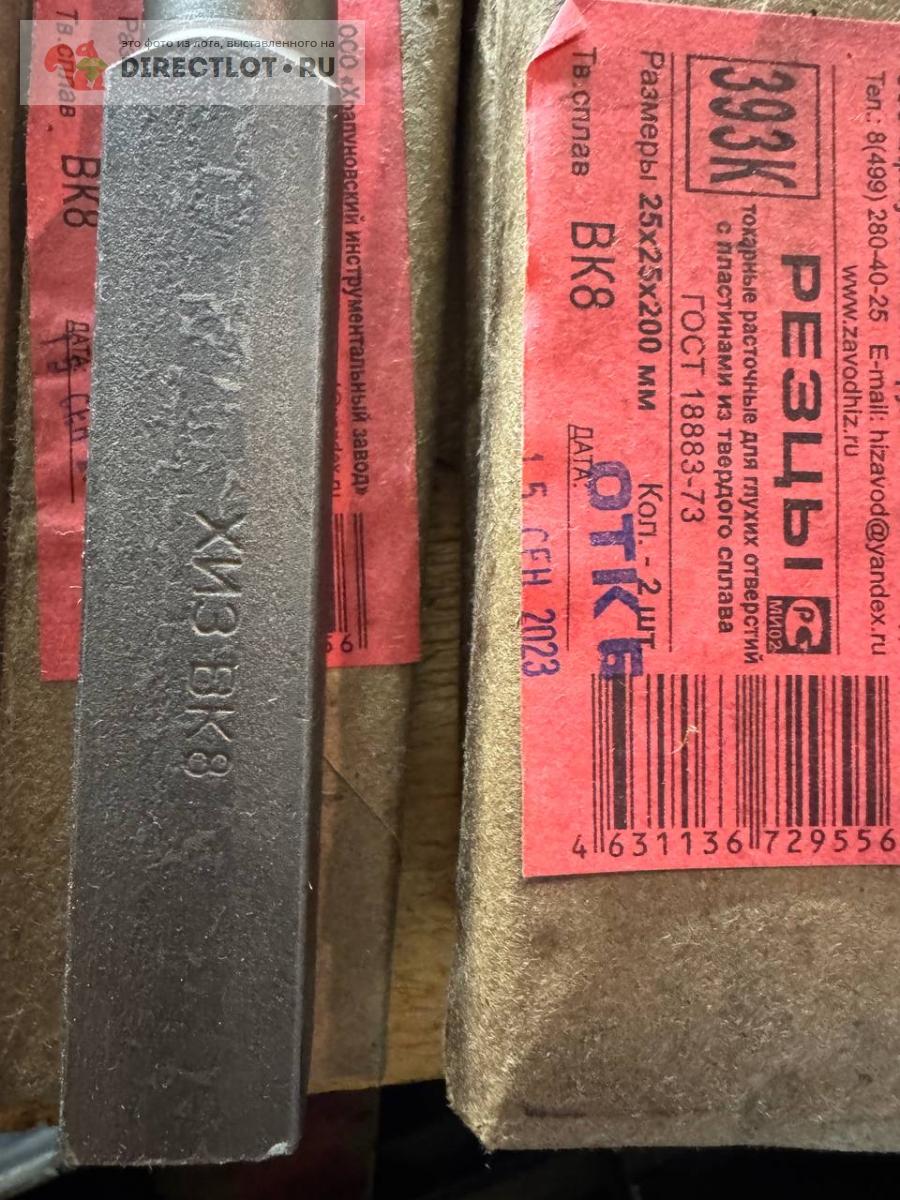 это фото из лота, выставленного на
DIRECTLOT.RU
ООО «Храпуновский инструментальный завод»
Тв.сплав ВК8
ДАТА
ХИЗ ВК8
Тел.: 8(499) 280-40-25 E-mail: hizavod@yandex.ru
www.zavodhiz.ru
РЕЗЦЫ
РС
МИ02
393К
токарные расточные для глухих отверстий
с пластинами из твердого сплава
ГОСТ 18883-73
Размеры 25х25х200 мм Кол. - 2 шт.
Тв.сплав ВК8
ДАТА
ОТК 6
15 СЕН 2023
4 631136 729556